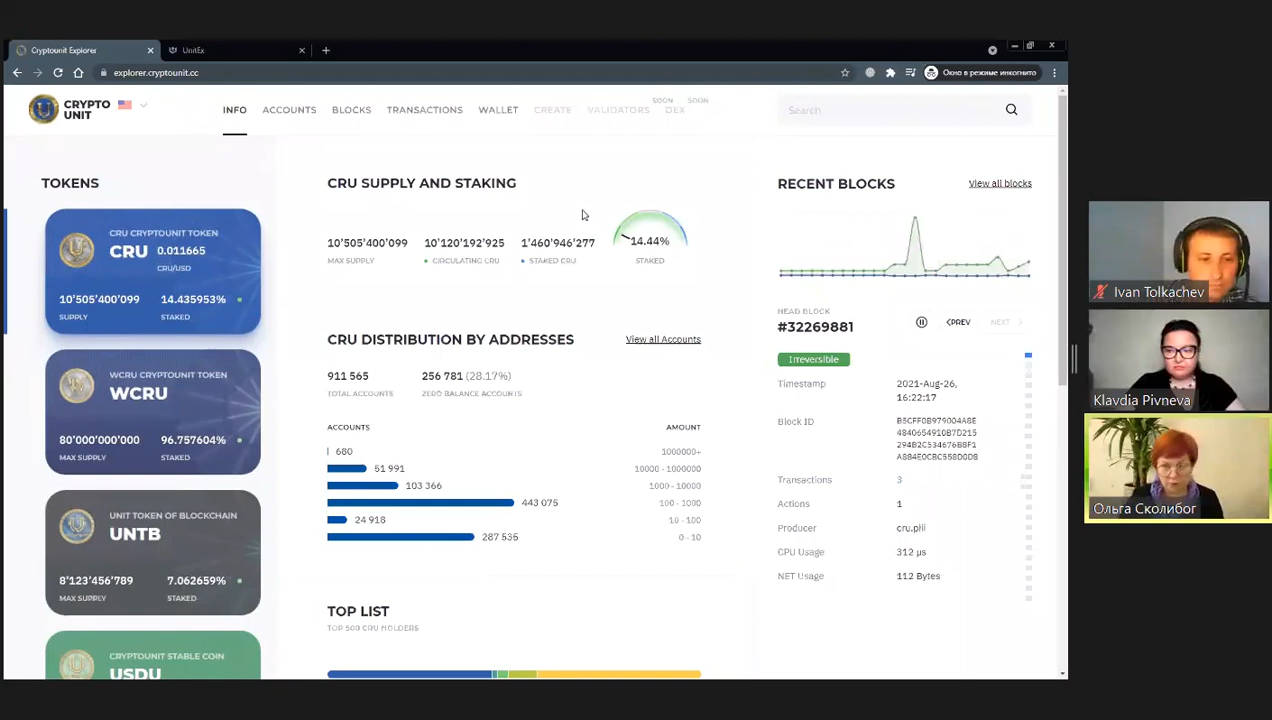 Cryptounit Explorer
UnitEx
explorer.cryptounit.cc
Окно в режиме инкогнито
CRYPTO
UNIT
INFO
ACCOUNTS
BLOCKS
TRANSACTIONS
WALLET
CREATE
VALIDATORS
SOON
DEX
SOON
Search
TOKENS
CRU CRYPTOUNIT TOKEN
CRU 0.011665
CRU/USD
10'505'400'099 14.435953%
SUPPLY STAKED
WCRU CRYPTOUNIT TOKEN
WCRU
80'000'000'000 96.757604%
MAX SUPPLY STAKED
UNIT TOKEN OF BLOCKCHAIN
UNTB
8'123'456'789 7.062659%
MAX SUPPLY STAKED
CRYPTOUNIT STABLE COIN
USDU
CRU SUPPLY AND STAKING
10'505'400'099 10'120'192'925 1'460'946'277 14.44%
MAX SUPPLY CIRCULATING CRU STAKED CRU STAKED
CRU DISTRIBUTION BY ADDRESSES View all Accounts
911 565 256 781 (28.17%)
TOTAL ACCOUNTS ZERO BALANCE ACCOUNTS
ACCOUNTS AMOUNT
680 1000000+
51 991 10000 - 1000000
103 366 1000 - 10000
443 075 100 - 1000
24 918 10 - 100
287 535 0 - 10
TOP LIST
TOP 500 CRU HOLDERS
RECENT BLOCKS View all blocks
HEAD BLOCK
#32269881
PREV NEXT
Irreversible
Timestamp 2021-Aug-26,
16:22:17
Block ID
Transactions 3
Actions 1
Producer
CPU Usage 312 µs
NET Usage 112 Bytes
Ivan Tolkachev
Klavdia Pivneva
Ольга Сколибог